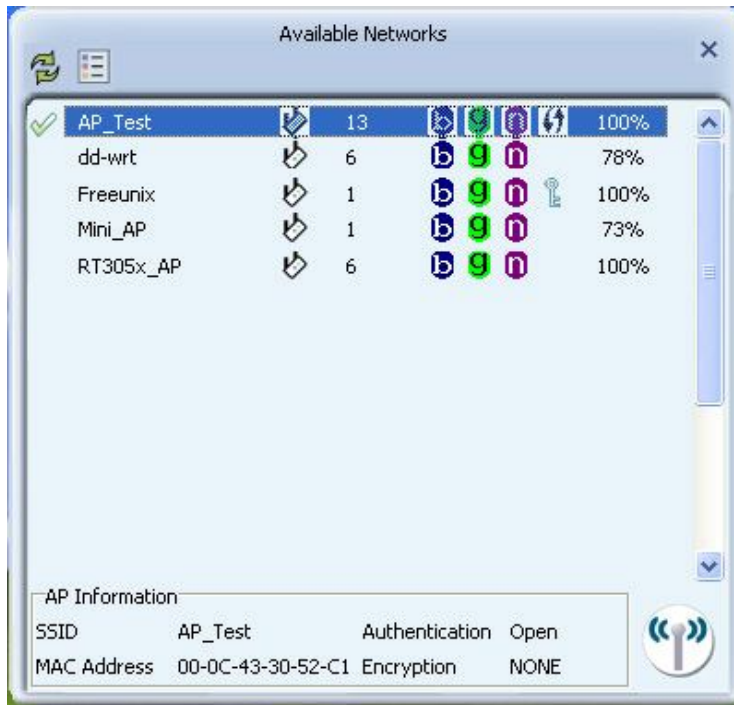 Available Networks
AP_Test 13 b g n 100%
dd-wrt 6 b g n 78%
Freeunix 1 b g n 100%
Mini_AP 1 b g n 73%
RT305x_AP 6 b g n 100%
AP Information
SSID AP_Test Authentication Open
MAC Address 00-0C-43-30-52-C1 Encryption NONE